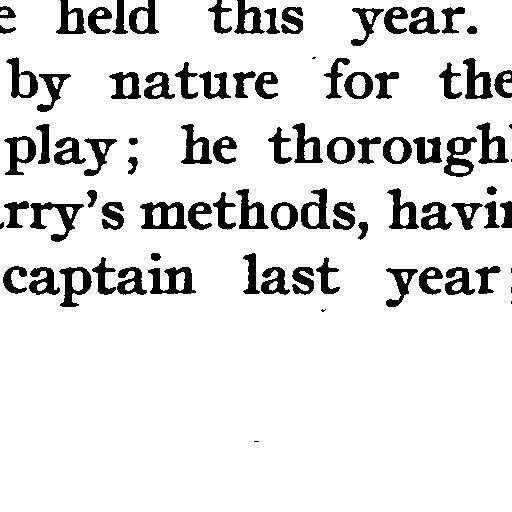 held this year.
by nature for the
play; he thorough
rry's methods, havin
captain last year;